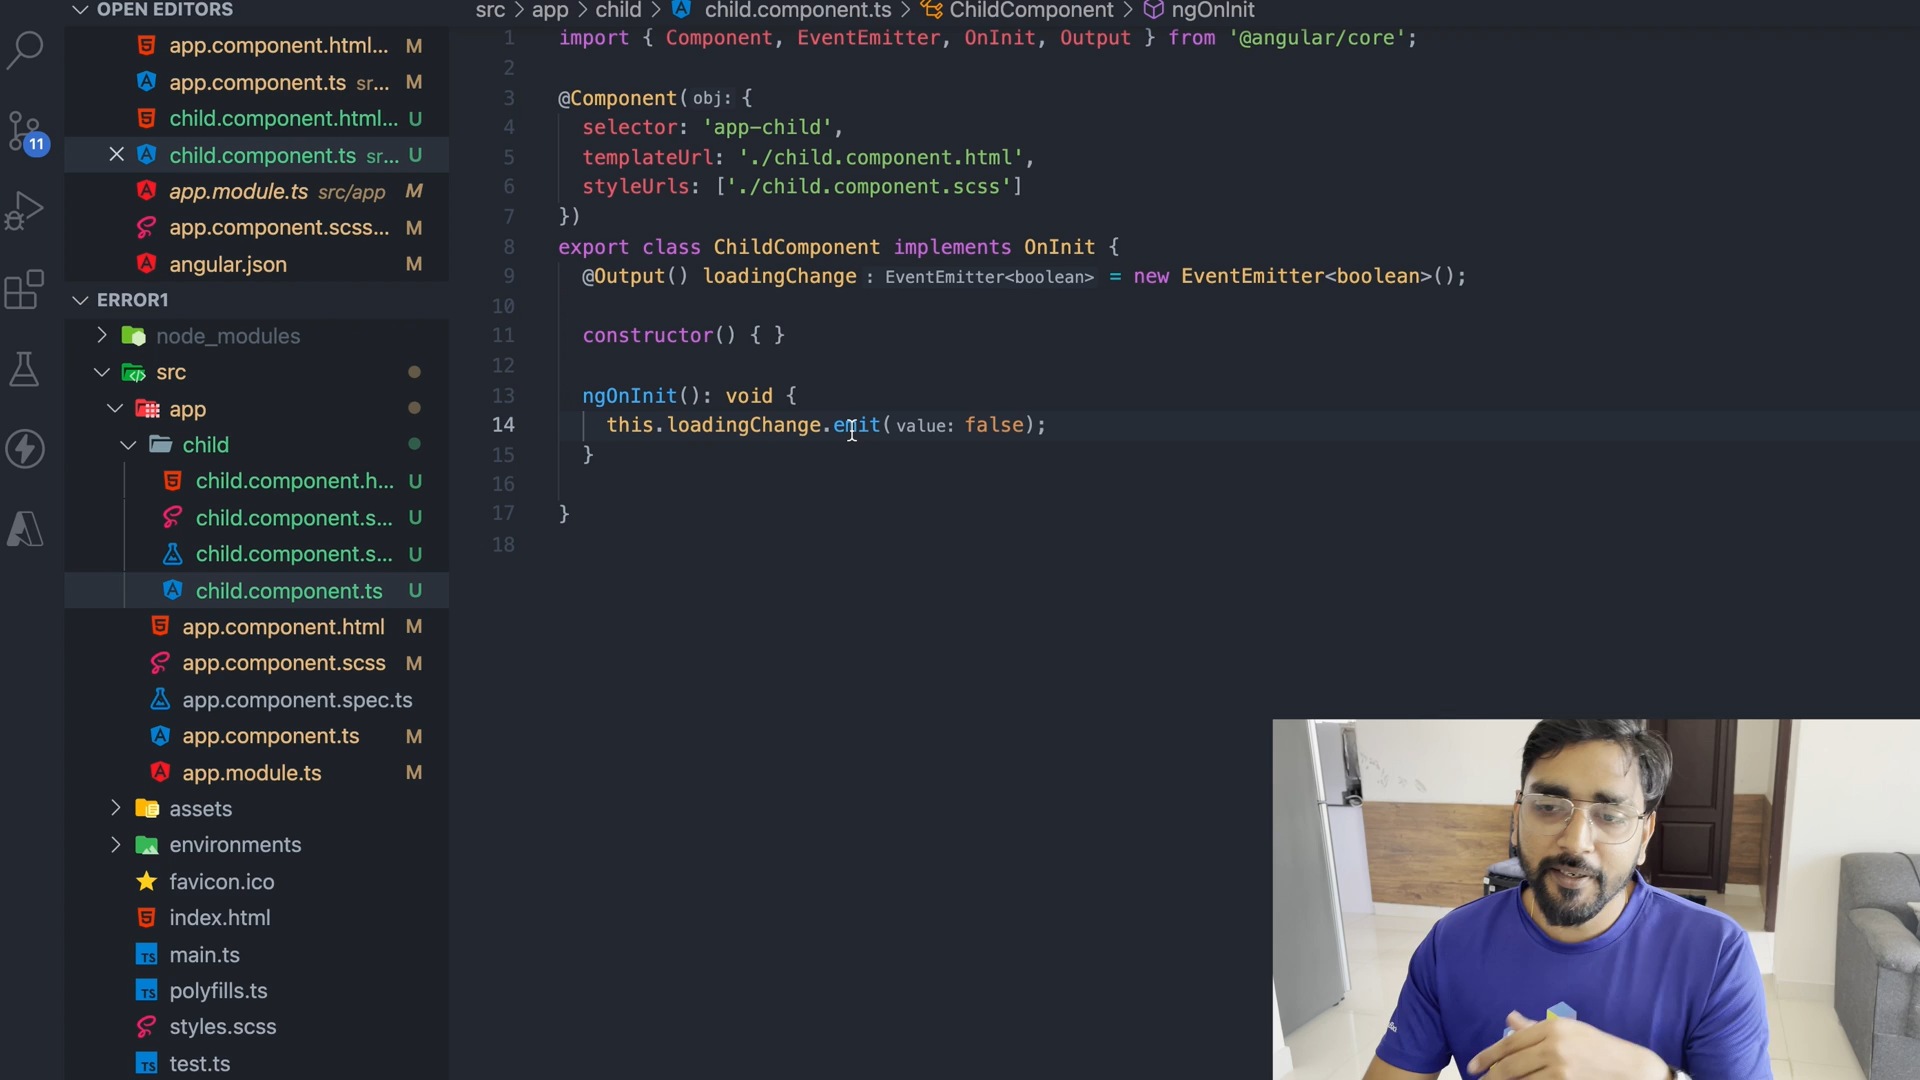 OPEN EDITORS
app.component.html... M
app.component.ts sr... M
child.component.html... U
child.component.ts sr... U
app.module.ts src/app M
app.component.scss... M
angular.json M
11
ERROR1
node_modules
src
app
child
child.component.h... U
child.component.s... U
child.component.s... U
child.component.ts U
app.component.html M
app.component.scss M
app.component.spec.ts
app.component.ts M
app.module.ts M
assets
environments
favicon.ico
index.html
main.ts
polyfills.ts
styles.scss
test.ts
src > app > child > child.component.ts > ChildComponent > ngOnInit
1 import { Component, EventEmitter, OnInit, Output } from '@angular/core';
2
3 @Component(obj: {
4 selector: 'app-child',
5 templateUrl: './child.component.html',
6 styleUrls: ['./child.component.scss']
7 })
8 export class ChildComponent implements OnInit {
9 @Output() loadingChange : EventEmitter<boolean> = new EventEmitter<boolean>();
10
11 constructor() { }
12
13 ngOnInit(): void {
14 this.loadingChange.emit(value: false);
15 }
16
17 }
18